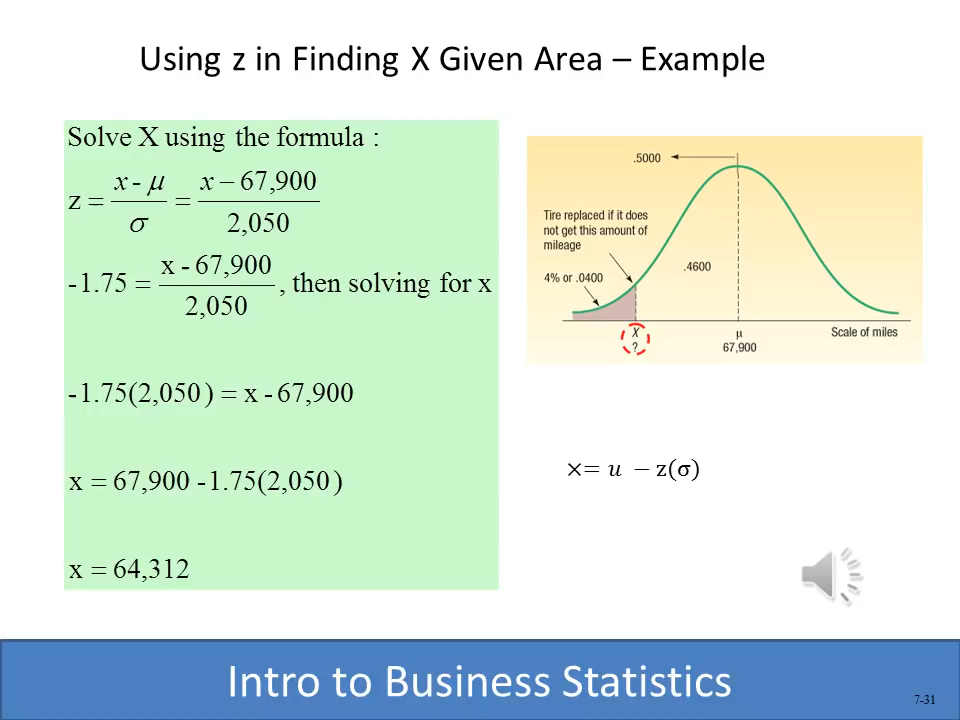 Using z in Finding X Given Area – Example
Solve X using the formula :
z = x - μ / σ = x – 67,900 / 2,050
-1.75 = x - 67,900 / 2,050 , then solving for x
-1.75(2,050 ) = x - 67,900
x = 67,900 -1.75(2,050 )
x = 64,312
.5000
Tire replaced if it does
not get this amount of
mileage
4% or .0400
.4600
X
?
μ
67,900
Scale of miles
×= u − z(σ)
Intro to Business Statistics
7-31